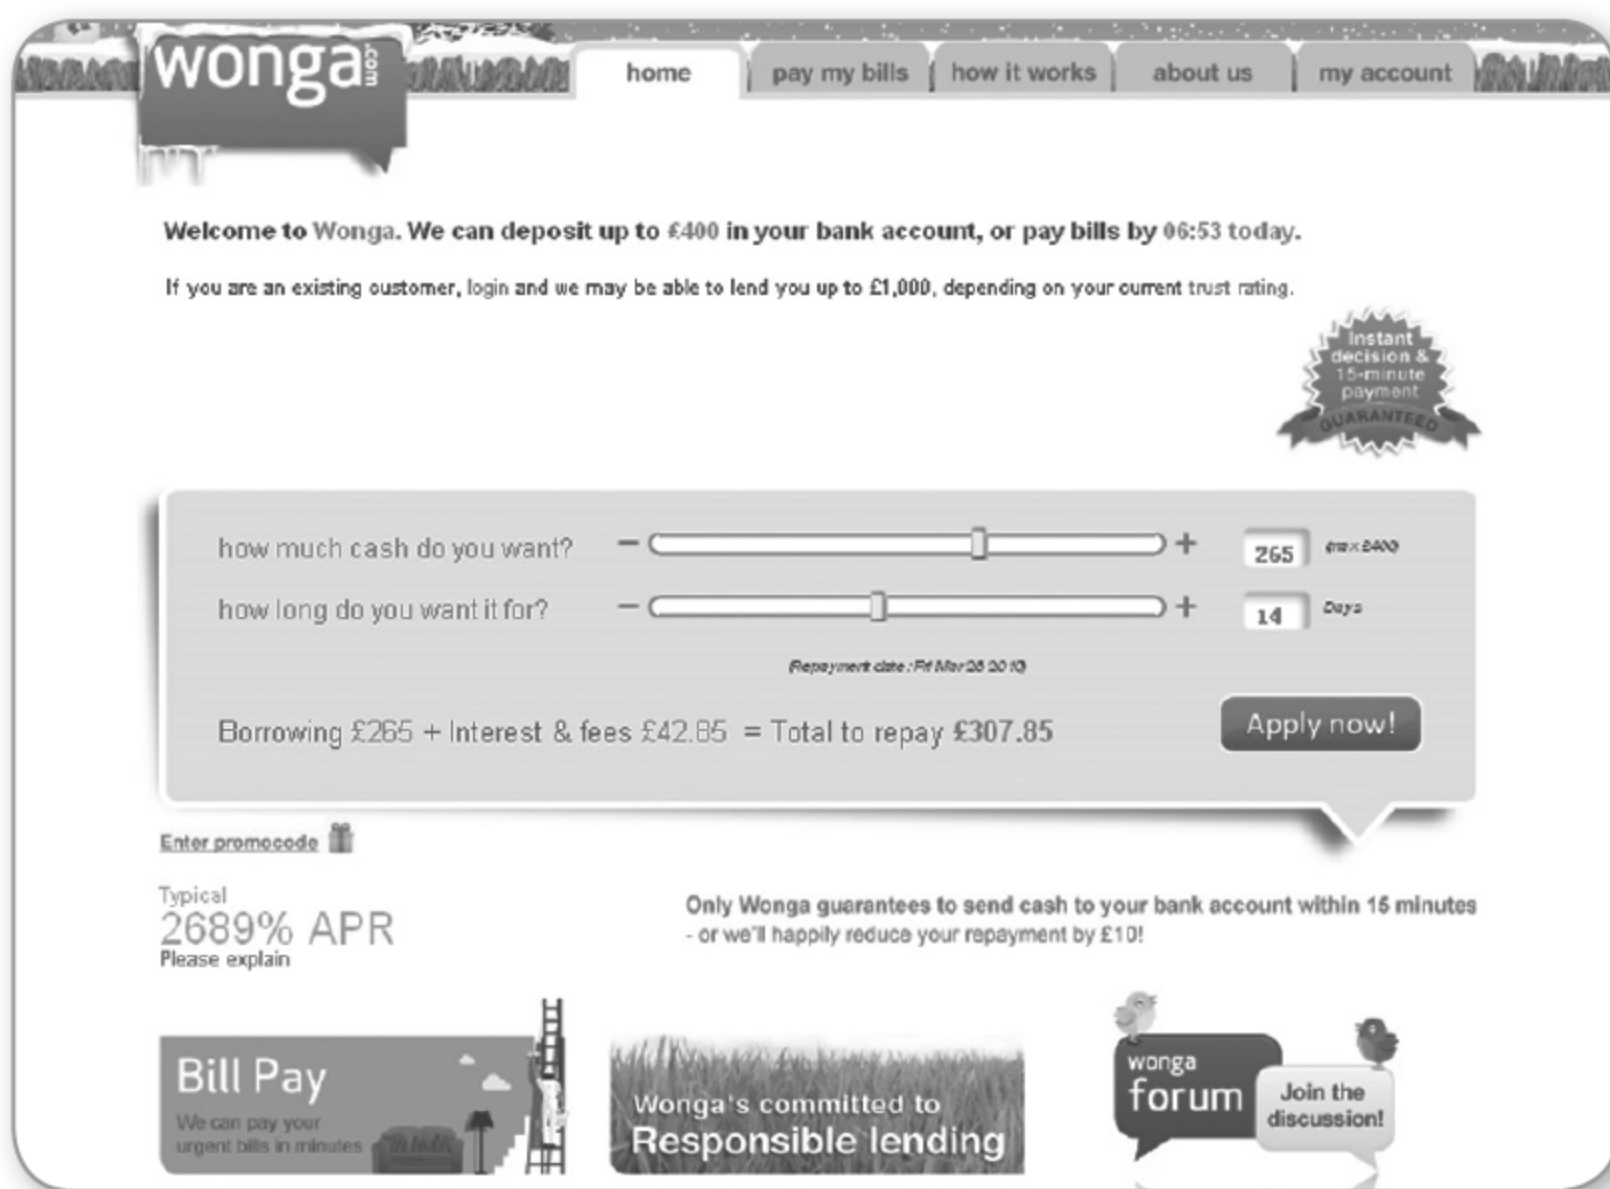 wonga.com
home
pay my bills
how it works
about us
my account
Welcome to Wonga. We can deposit up to £400 in your bank account, or pay bills by 06:53 today.
If you are an existing customer, login and we may be able to lend you up to £1,000, depending on your current trust rating.
Instant
decision &
15-minute
payment
GUARANTEED
how much cash do you want?
265
(max £400)
how long do you want it for?
14
Days
(Repayment date: Fri Mar 2010)
Borrowing £265 + Interest & fees £42.85 = Total to repay £307.85
Apply now!
Enter promocode
Typical
2689% APR
Please explain
Only Wonga guarantees to send cash to your bank account within 15 minutes
- or we'll happily reduce your repayment by £10!
Bill Pay
We can pay your
urgent bills in minutes
Wonga's committed to
Responsible lending
wonga
forum
Join the
discussion!